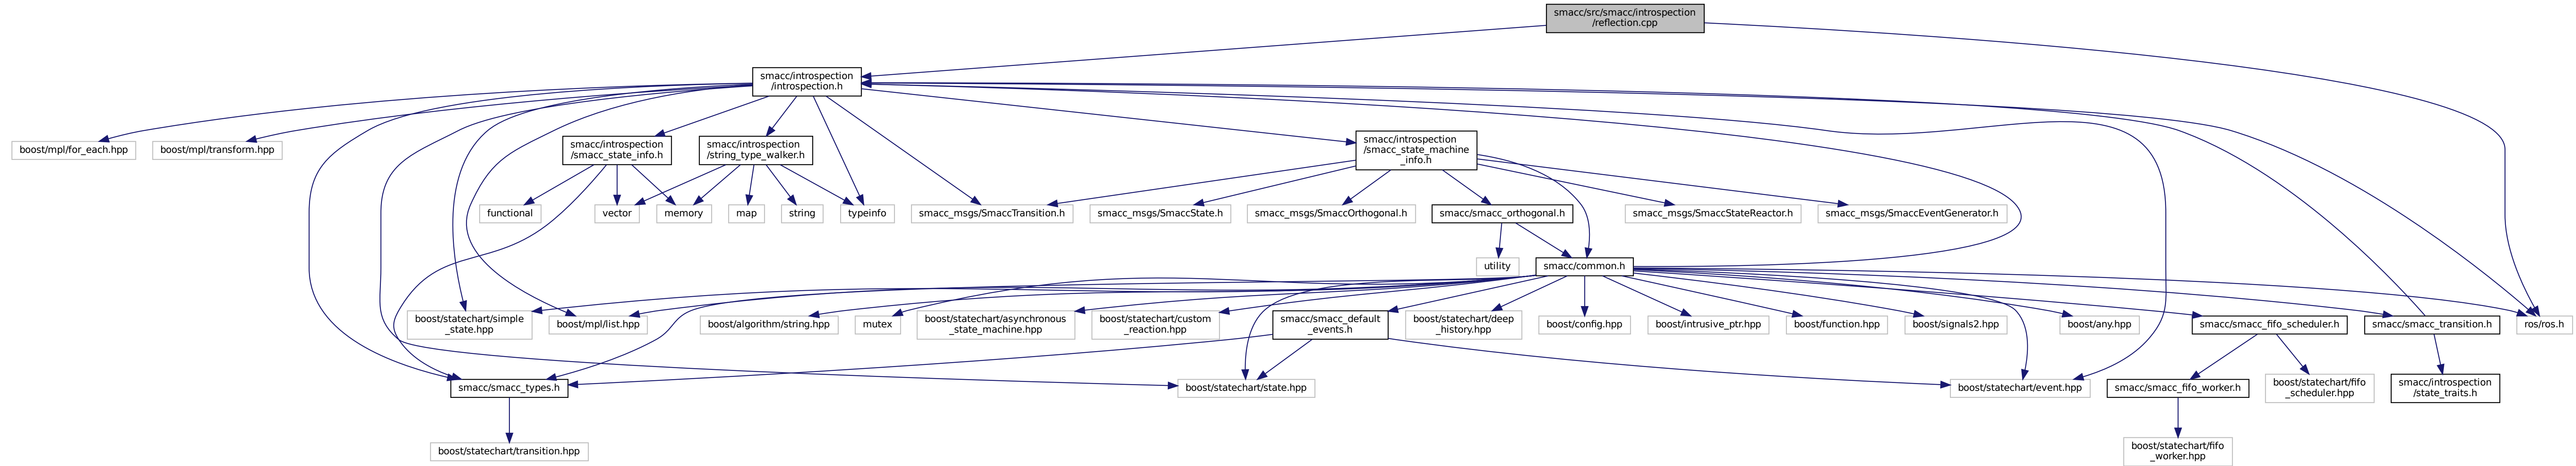 smacc/src/smacc/introspection
/reflection.cpp
smacc/introspection
/introspection.h
boost/mpl/for_each.hpp
boost/mpl/transform.hpp
smacc/introspection
/smacc_state_info.h
smacc/introspection
/string_type_walker.h
smacc/introspection
/smacc_state_machine
_info.h
functional
vector
memory
map
string
typeinfo
smacc_msgs/SmaccTransition.h
smacc_msgs/SmaccState.h
smacc_msgs/SmaccOrthogonal.h
smacc/smacc_orthogonal.h
smacc_msgs/SmaccStateReactor.h
smacc_msgs/SmaccEventGenerator.h
utility
smacc/common.h
boost/statechart/simple
_state.hpp
boost/mpl/list.hpp
boost/algorithm/string.hpp
mutex
boost/statechart/asynchronous
_state_machine.hpp
boost/statechart/custom
_reaction.hpp
smacc/smacc_default
_events.h
boost/statechart/deep
_history.hpp
boost/config.hpp
boost/intrusive_ptr.hpp
boost/function.hpp
boost/signals2.hpp
boost/any.hpp
smacc/smacc_fifo_scheduler.h
smacc/smacc_transition.h
ros/ros.h
smacc/smacc_types.h
boost/statechart/state.hpp
boost/statechart/event.hpp
smacc/smacc_fifo_worker.h
boost/statechart/fifo
_scheduler.hpp
smacc/introspection
/state_traits.h
boost/statechart/transition.hpp
boost/statechart/fifo
_worker.hpp